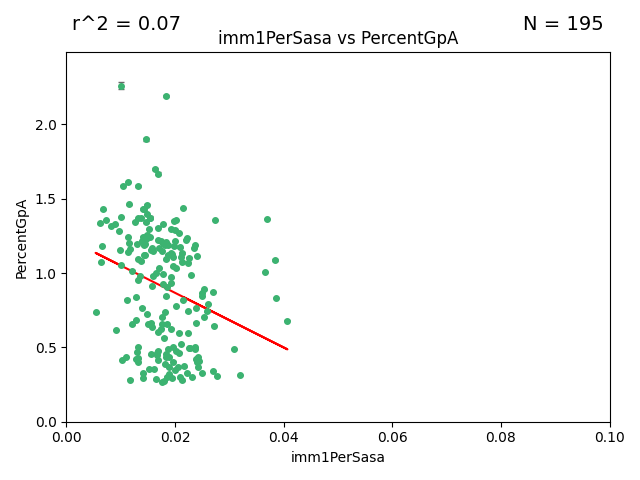 r^2 = 0.07
N = 195
imm1PerSasa vs PercentGpA
PercentGpA
2.0
1.5
1.0
0.5
0.0
0.00 0.02 0.04 0.06 0.08 0.10
imm1PerSasa